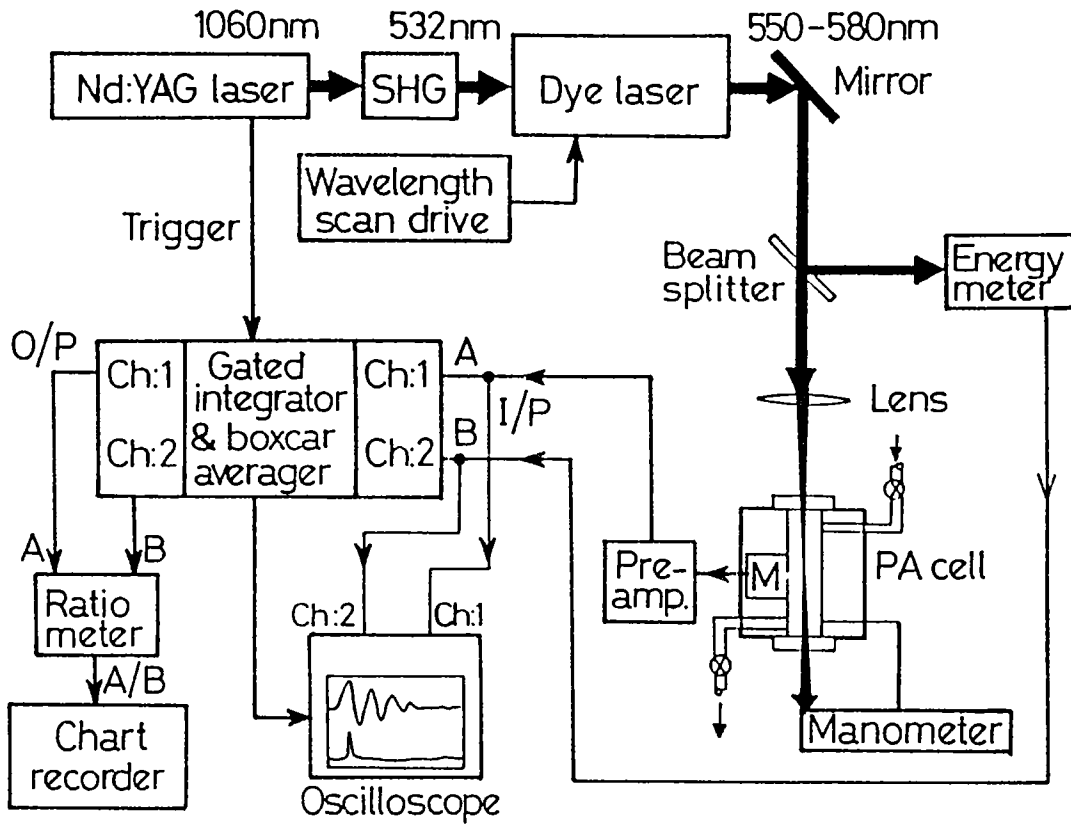 1060nm
532nm
550-580nm
Nd:YAG laser
SHG
Dye laser
Mirror
Wavelength
scan drive
Trigger
Beam
splitter
Energy
meter
O/P
Ch:1
Ch:2
Gated
integrator
& boxcar
averager
Ch:1
Ch:2
A
I/P
B
Lens
A
B
Pre-
amp.
M
PA cell
Ratio
meter
Ch:2
Ch:1
A/B
Chart
recorder
Manometer
Oscilloscope